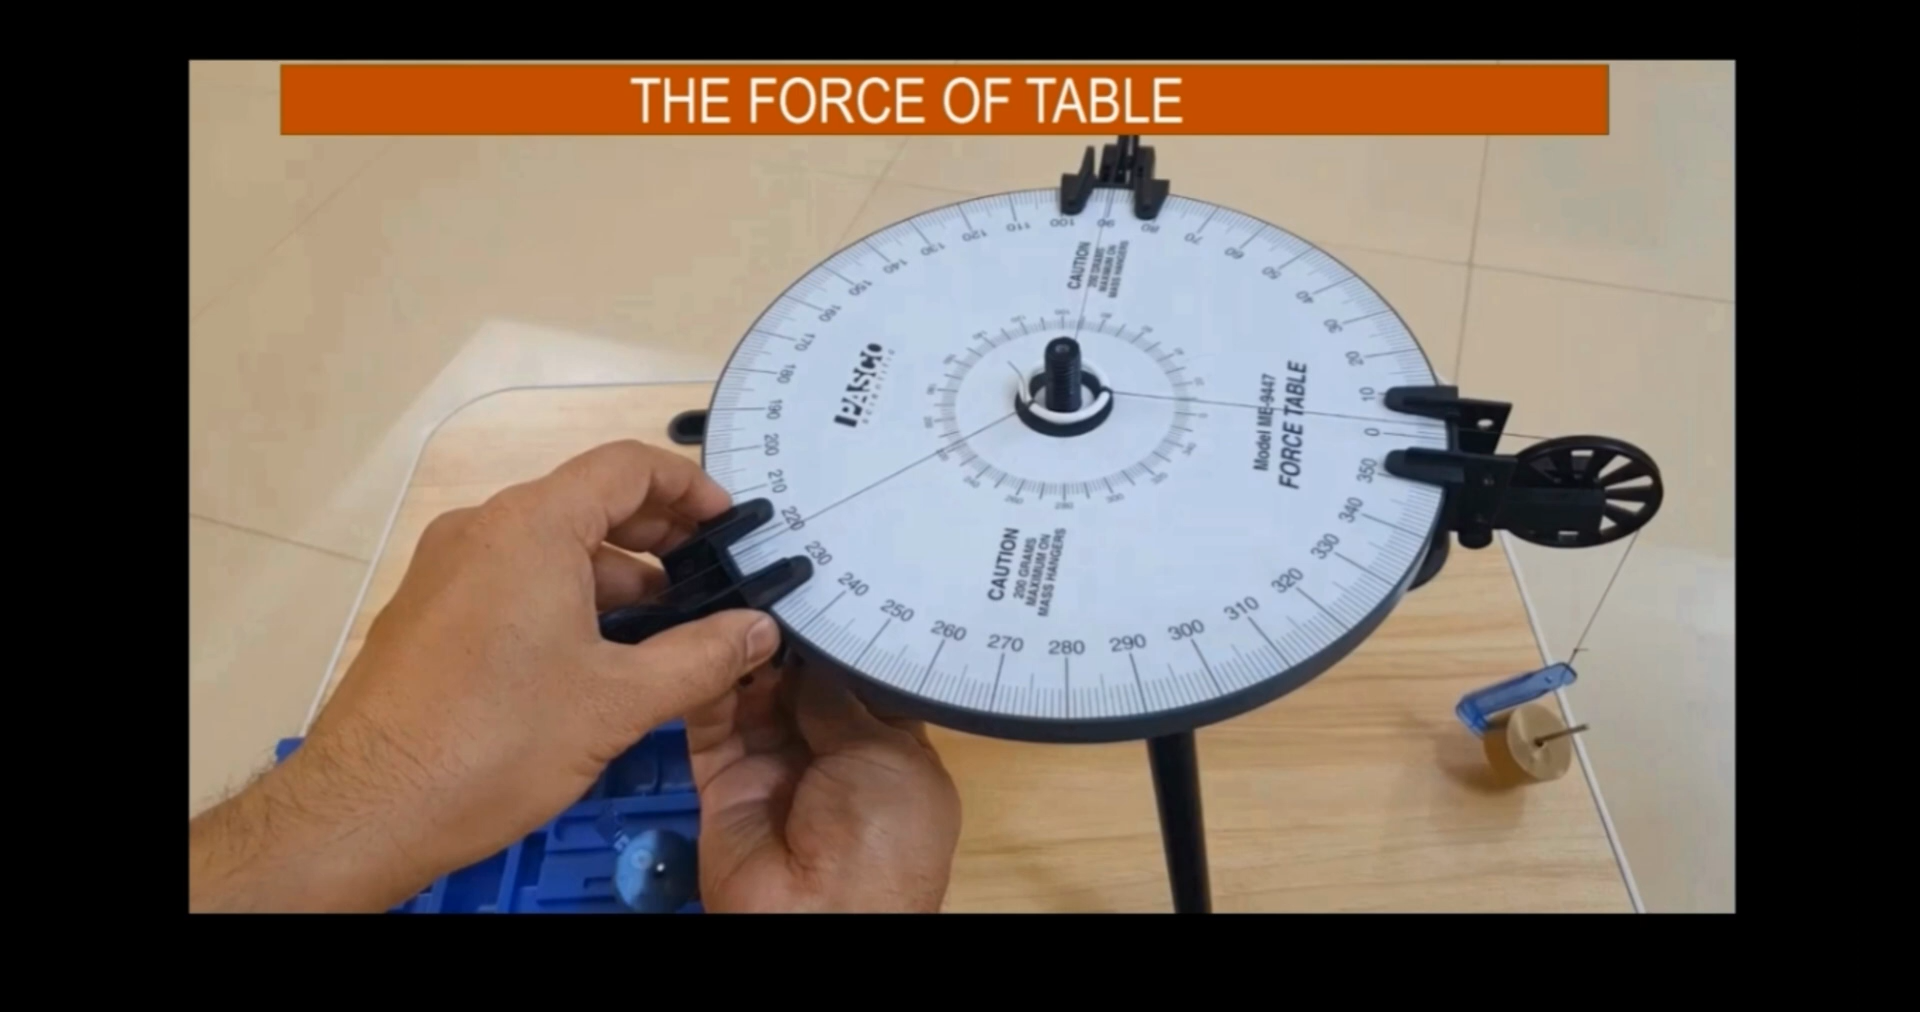 THE FORCE OF TABLE
100
90
80
110
70
120
60
130
50
140
40
150
30
160
20
170
10
180
0
190
350
200
340
210
330
220
320
230
310
240
300
250
290
260
280
270
CAUTION
200 GRAMS
MAXIMUM ON
MASS HANGERS
PASCO
scientific
Model ME-9447
FORCE TABLE
CAUTION
200 GRAMS
MAXIMUM ON
MASS HANGERS